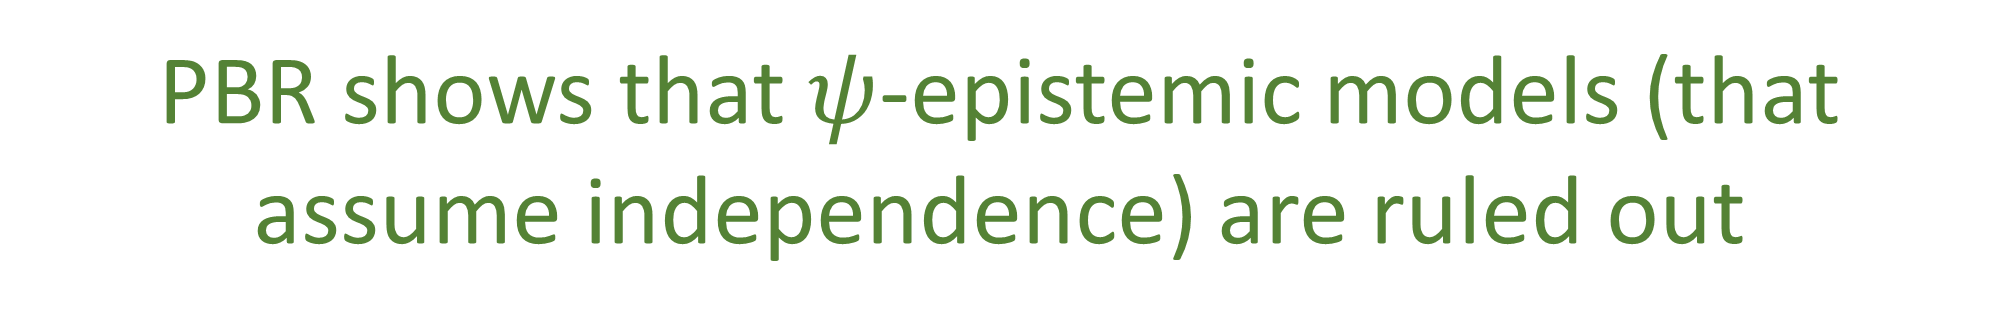 PBR shows that ψ-epistemic models (that
assume independence) are ruled out